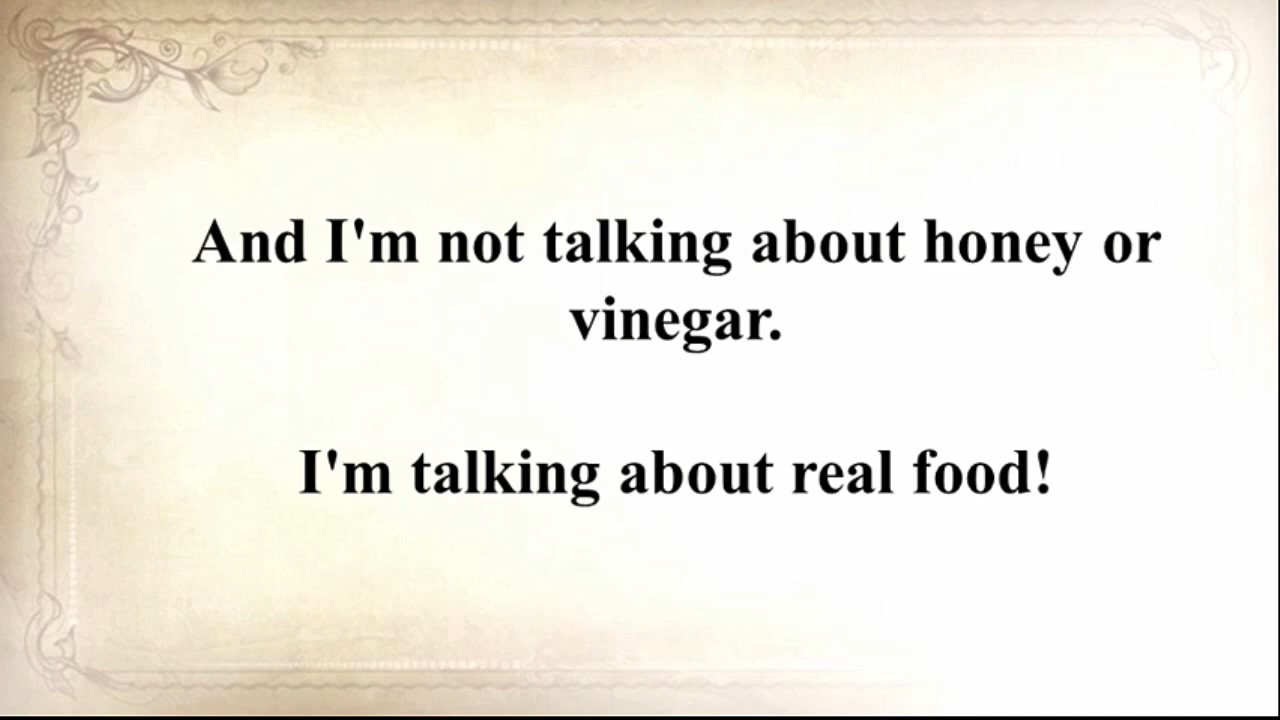 And I'm not talking about honey or
vinegar.
I'm talking about real food!